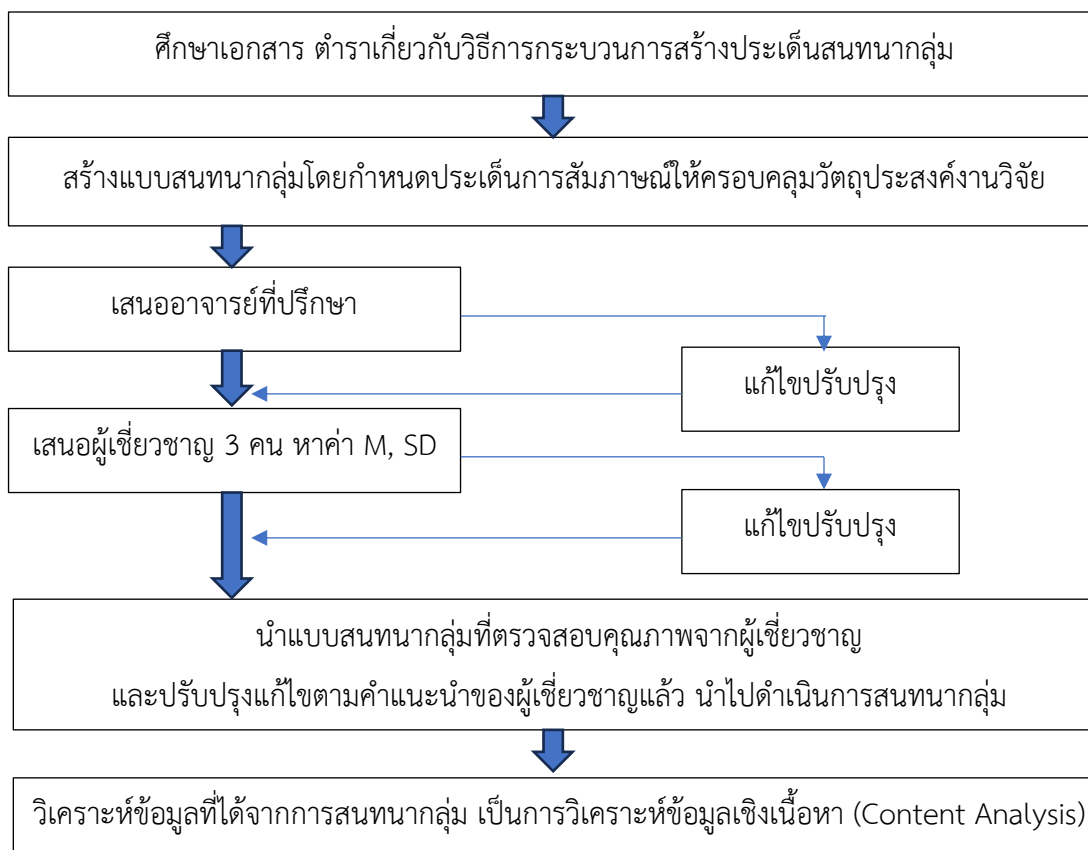 ศึกษาเอกสาร ตำราเกี่ยวกับวิธีการกระบวนการสร้างประเด็นสนทนากลุ่ม
สร้างแบบสนทนากลุ่มโดยกำหนดประเด็นการสัมภาษณ์ให้ครอบคลุมวัตถุประสงค์งานวิจัย
เสนออาจารย์ที่ปรึกษา
แก้ไขปรับปรุง
เสนอผู้เชี่ยวชาญ 3 คน หาค่า M, SD
แก้ไขปรับปรุง
นำแบบสนทนากลุ่มที่ตรวจสอบคุณภาพจากผู้เชี่ยวชาญ
และปรับปรุงแก้ไขตามคำแนะนำของผู้เชี่ยวชาญแล้ว นำไปดำเนินการสนทนากลุ่ม
วิเคราะห์ข้อมูลที่ได้จากการสนทนากลุ่ม เป็นการวิเคราะห์ข้อมูลเชิงเนื้อหา (Content Analysis)